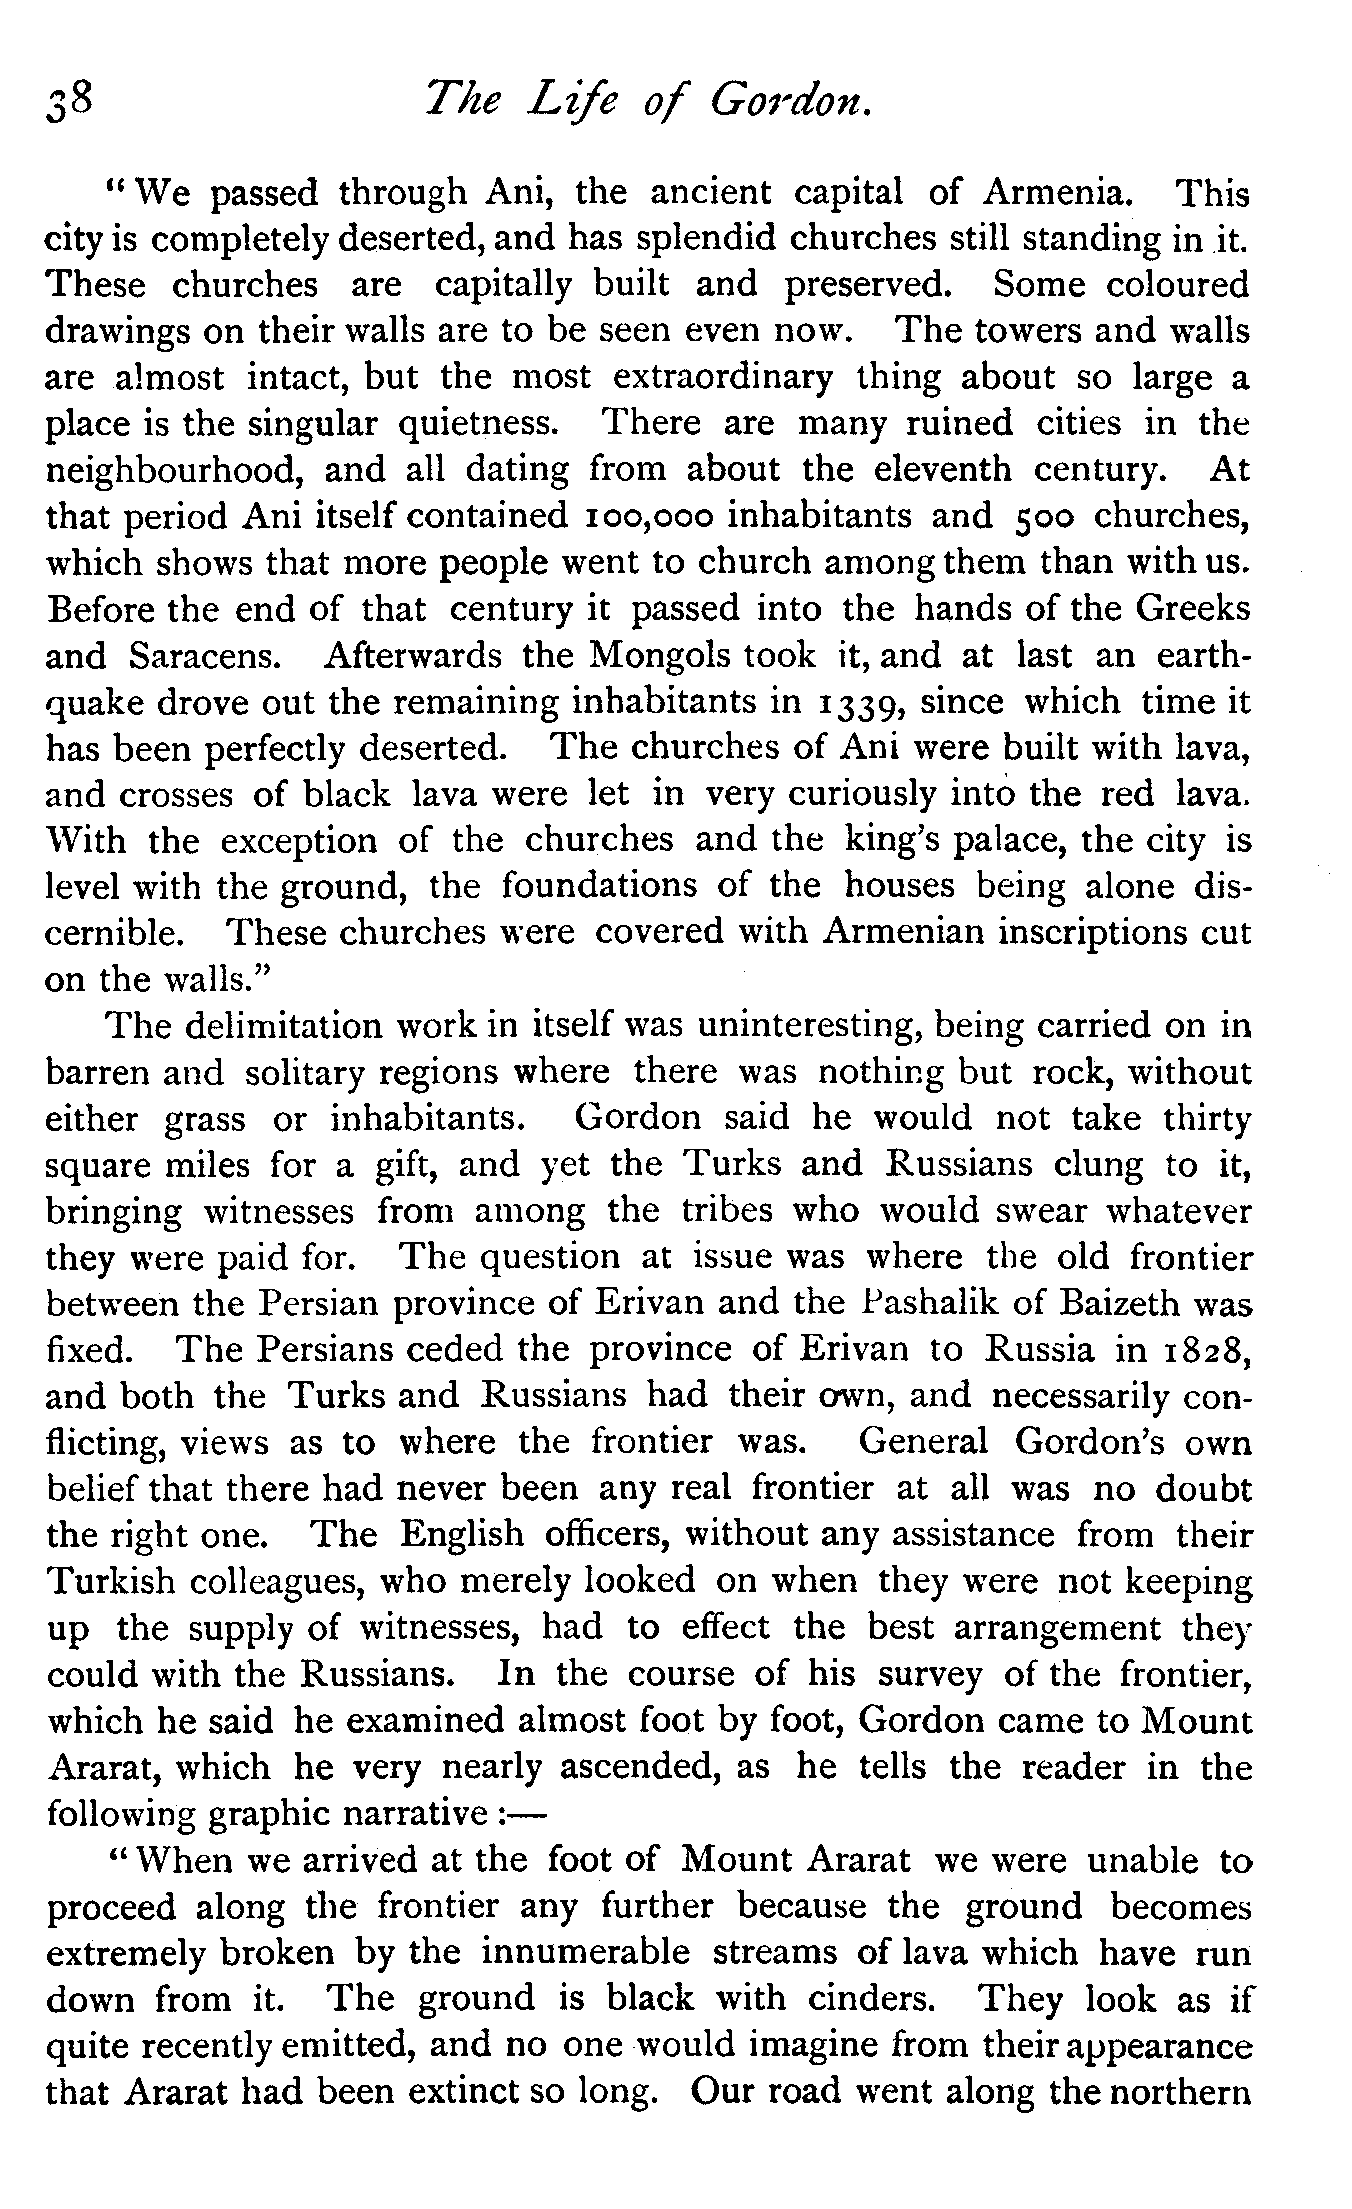 38 The Life of Gordon.
“We passed through Ani, the ancient capital of Armenia. This
city is completely deserted, and has splendid churches still standing in it.
These churches are capitally built and preserved. Some coloured
drawings on their walls are to be seen even now. The towers and walls
are almost intact, but the most extraordinary thing about so large a
place is the singular quietness. There are many ruined cities in the
neighbourhood, and all dating from about the eleventh century. At
that period Ani itself contained 100,000 inhabitants and 500 churches,
which shows that more people went to church among them than with us.
Before the end of that century it passed into the hands of the Greeks
and Saracens. Afterwards the Mongols took it, and at last an earth-
quake drove out the remaining inhabitants in 1339, since which time it
has been perfectly deserted. The churches of Ani were built with lava,
and crosses of black lava were let in very curiously into the red lava.
With the exception of the churches and the king’s palace, the city is
level with the ground, the foundations of the houses being alone dis-
cernible. These churches were covered with Armenian inscriptions cut
on the walls.”
The delimitation work in itself was uninteresting, being carried on in
barren and solitary regions where there was nothing but rock, without
either grass or inhabitants. Gordon said he would not take thirty
square miles for a gift, and yet the Turks and Russians clung to it,
bringing witnesses from among the tribes who would swear whatever
they were paid for. The question at issue was where the old frontier
between the Persian province of Erivan and the Pashalik of Baizeth was
fixed. The Persians ceded the province of Erivan to Russia in 1828,
and both the Turks and Russians had their own, and necessarily con-
flicting, views as to where the frontier was. General Gordon’s own
belief that there had never been any real frontier at all was no doubt
the right one. The English officers, without any assistance from their
Turkish colleagues, who merely looked on when they were not keeping
up the supply of witnesses, had to effect the best arrangement they
could with the Russians. In the course of his survey of the frontier,
which he said he examined almost foot by foot, Gordon came to Mount
Ararat, which he very nearly ascended, as he tells the reader in the
following graphic narrative :—
“When we arrived at the foot of Mount Ararat we were unable to
proceed along the frontier any further because the ground becomes
extremely broken by the innumerable streams of lava which have run
down from it. The ground is black with cinders. They look as if
quite recently emitted, and no one would imagine from their appearance
that Ararat had been extinct so long. Our road went along the northern